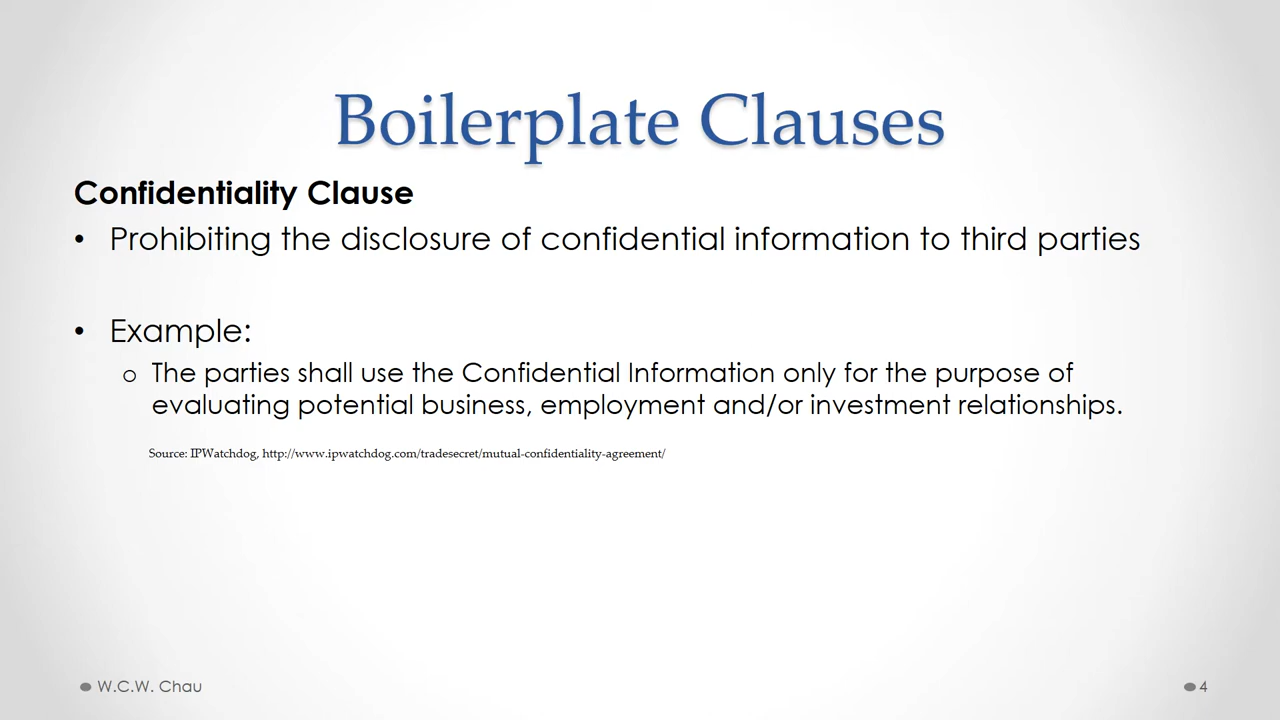 Boilerplate Clauses
Confidentiality Clause
• Prohibiting the disclosure of confidential information to third parties
• Example:
o The parties shall use the Confidential Information only for the purpose of
evaluating potential business, employment and/or investment relationships.
Source: IPWatchdog, http://www.ipwatchdog.com/tradesecret/mutual-confidentiality-agreement/
W.C.W. Chau
4